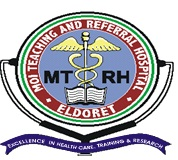 MOI TEACHING AND REFERRAL HOSPITAL
MT RH
ELDORET
EXCELLENCE IN HEALTH CARE, TRAINING & RESEARCH